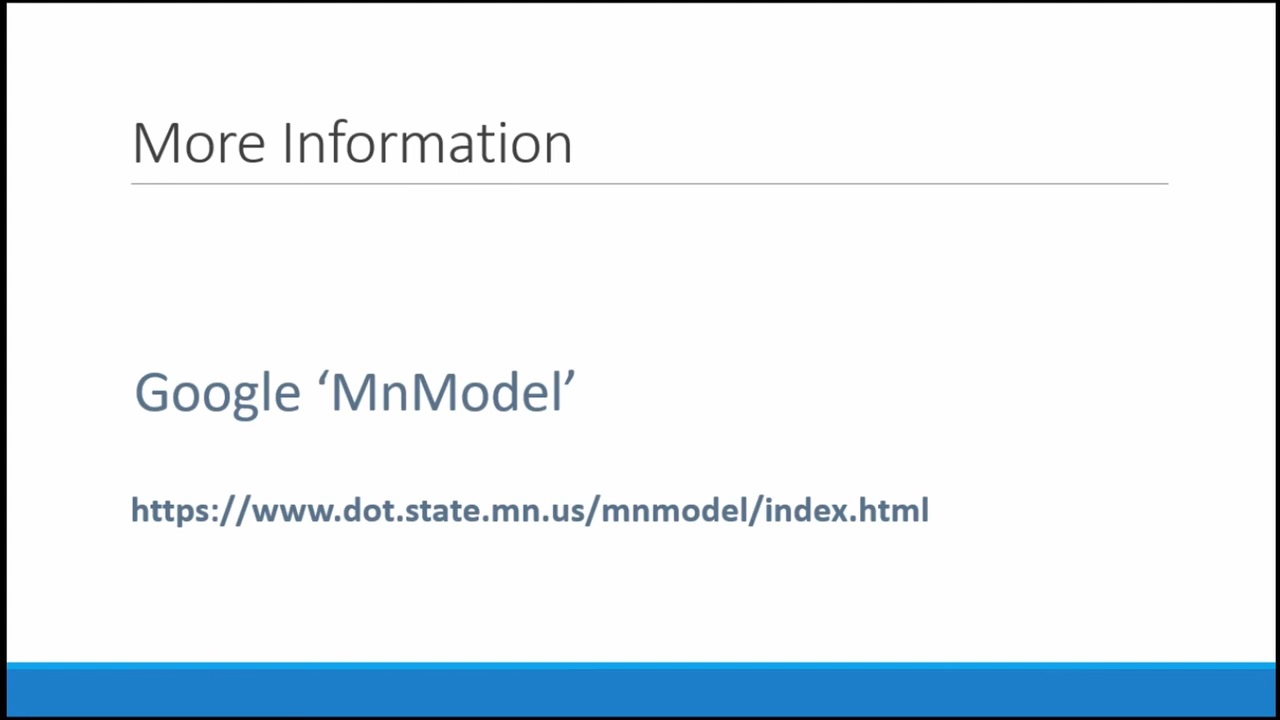 More Information
Google ‘MnModel’
https://www.dot.state.mn.us/mnmodel/index.html